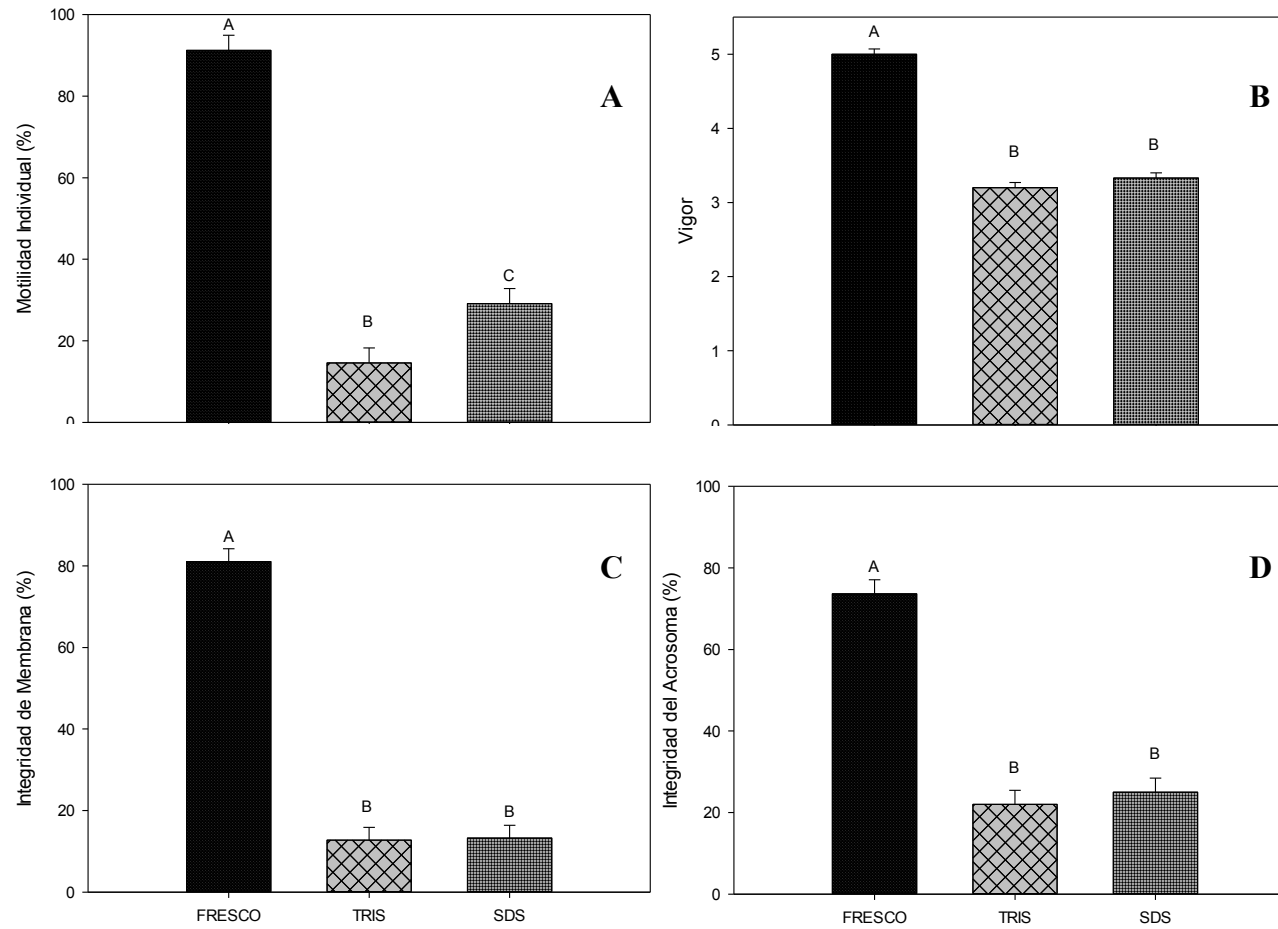 100
80
60
40
20
0
Motilidad Individual (%)
A
B
C
A
5
4
3
2
1
0
Vigor
A
B
B
B
100
80
60
40
20
0
Integridad de Membrana (%)
A
B
B
C
FRESCO TRIS SDS
100
80
60
40
20
0
Integridad del Acrosoma (%)
A
B
B
D
FRESCO TRIS SDS